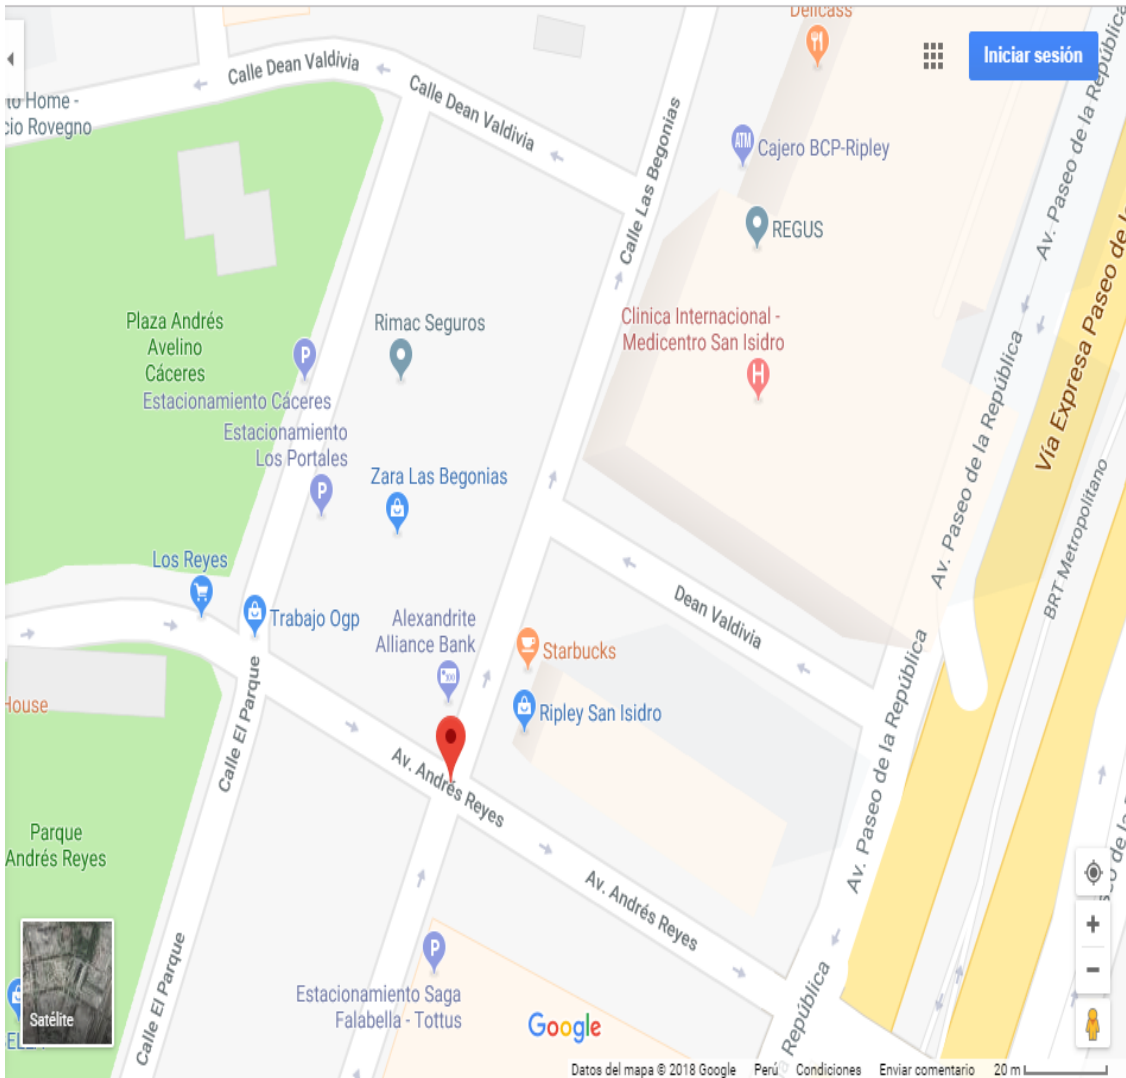 Delicass
Iniciar sesión
Calle Dean Valdivia
Calle Dean Valdivia
to Home -
cio Rovegno
Calle Las Begonias
ATM
Cajero BCP-Ripley
Av. Paseo de la República
REGUS
Plaza Andrés
Avelino
Cáceres
Rimac Seguros
Clinica Internacional -
Medicentro San Isidro
H
P
Estacionamiento Cáceres
Estacionamiento
Los Portales
P
Vía Expresa Paseo de la
Av. Paseo de la República
Zara Las Begonias
BRT Metropolitano
Los Reyes
Trabajo Ogp
Alexandrite
Alliance Bank
Dean Valdivia
Starbucks
Ripley San Isidro
House
Calle El Parque
Av. Andrés Reyes
Av. Paseo de la República
Parque
Andrés Reyes
Av. Andrés Reyes
P
Estacionamiento Saga
Falabella - Tottus
Calle El Parque
República
Satélite
Google
Datos del mapa © 2018 Google Perú Condiciones Enviar comentario 20 m